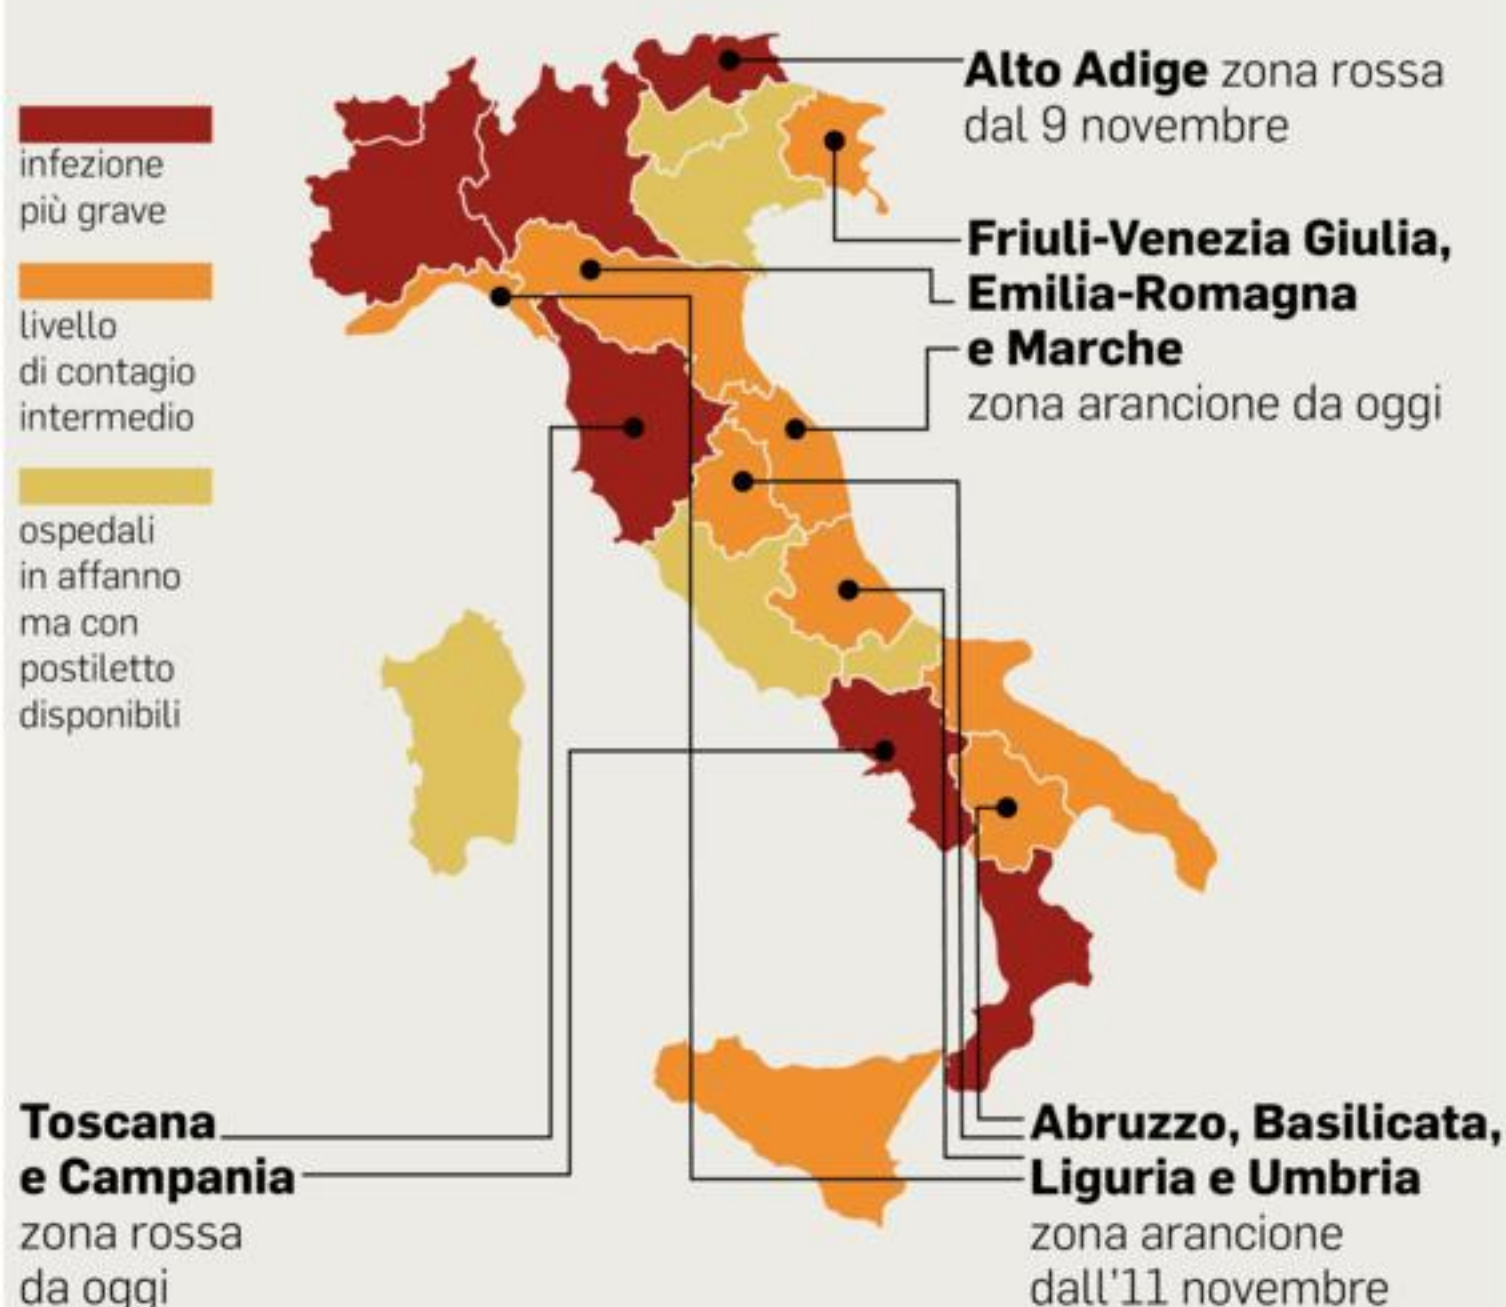 infezione
più grave
livello
di contagio
intermedio
ospedali
in affanno
ma con
postiletto
disponibili
Alto Adige zona rossa
dal 9 novembre
Friuli-Venezia Giulia,
Emilia-Romagna
e Marche
zona arancione da oggi
Toscana
e Campania
zona rossa
da oggi
Abruzzo, Basilicata,
Liguria e Umbria
zona arancione
dall'11 novembre